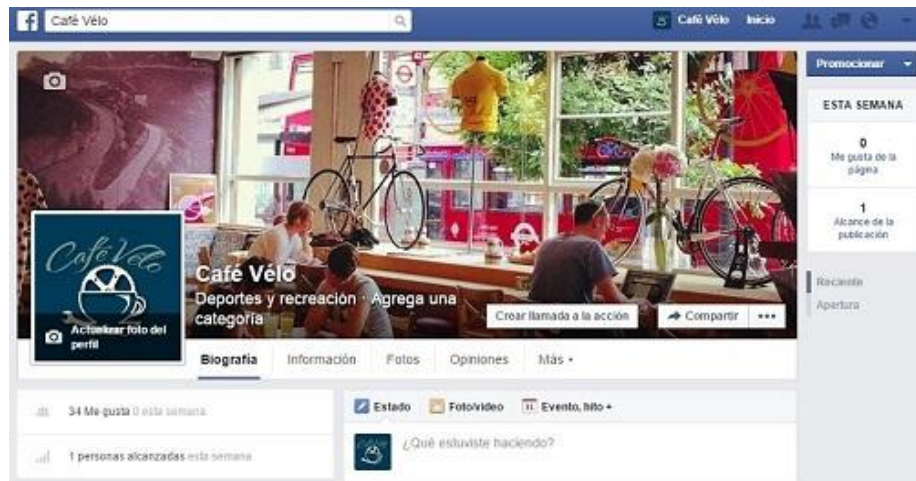 Café Vélo
Café Vélo Inicio
Promocionar
ESTA SEMANA
0
Me gusta de la
página
1
Alcance de la
publicación
Reciente
Apertura
Café Vélo
Actualizar foto del
perfil
Café Vélo
Deportes y recreación · Agrega una
categoría
Crear llamada a la acción
Compartir
Biografía Información Fotos Opiniones Más
34 Me gusta 0 esta semana
1 personas alcanzadas esta semana
Estado Foto/video 31 Evento, hito +
¿Qué estuviste haciendo?